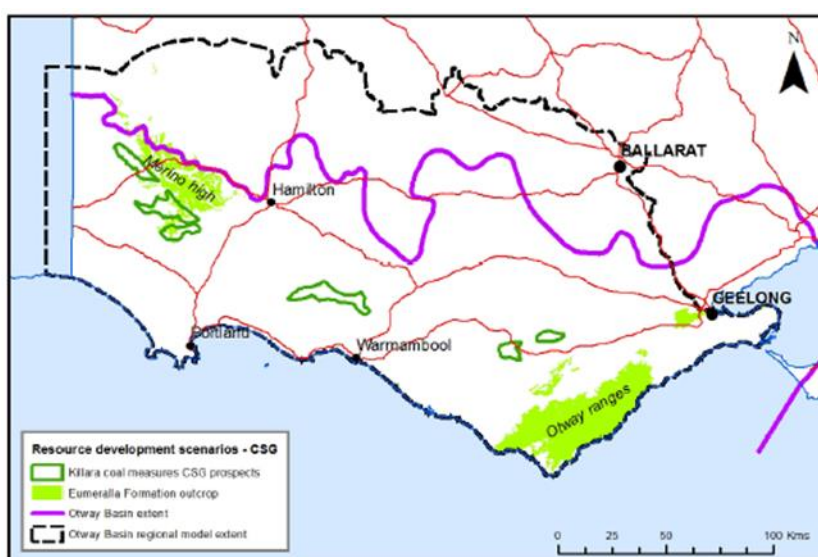 N
BALLARAT
Merino high
Hamilton
GEELONG
Portland
Warrnambool
Otway ranges
Resource development scenarios - CSG
Killara coal measures CSG prospects
Eumeralla Formation outcrop
Otway Basin extent
Otway Basin regional model extent
0 25 50 100 Kms